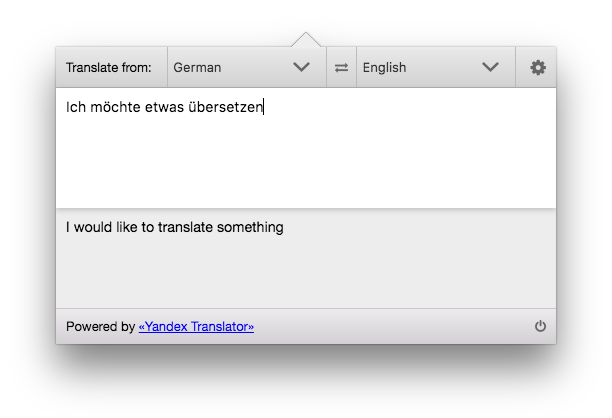 Translate from: German English
Ich möchte etwas übersetzen
I would like to translate something
Powered by «Yandex Translator»